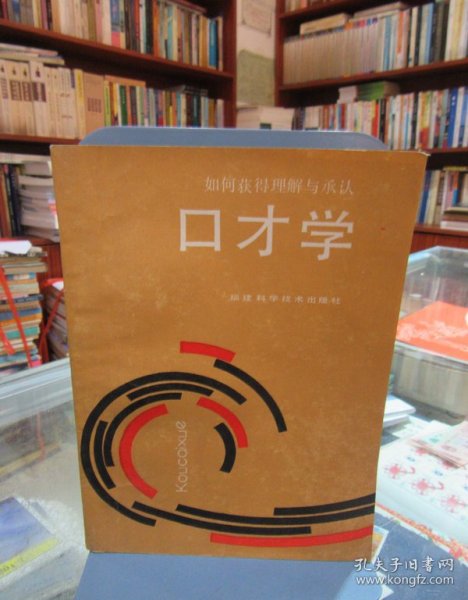 如何获得理解与承认
口才学
福建科学技术出版社
Koucaixue
孔夫子旧书网
www.kongfz.com